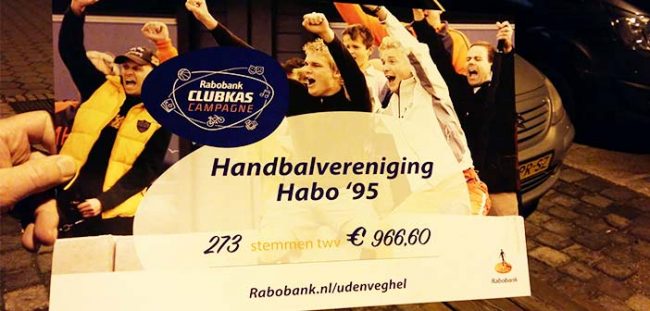 Rabobank
CLUBKAS
CAMPAGNE
Handbalvereniging
Habo '95
273 stemmen twv € 966,60
Rabobank.nl/udenveghel
Rabobank